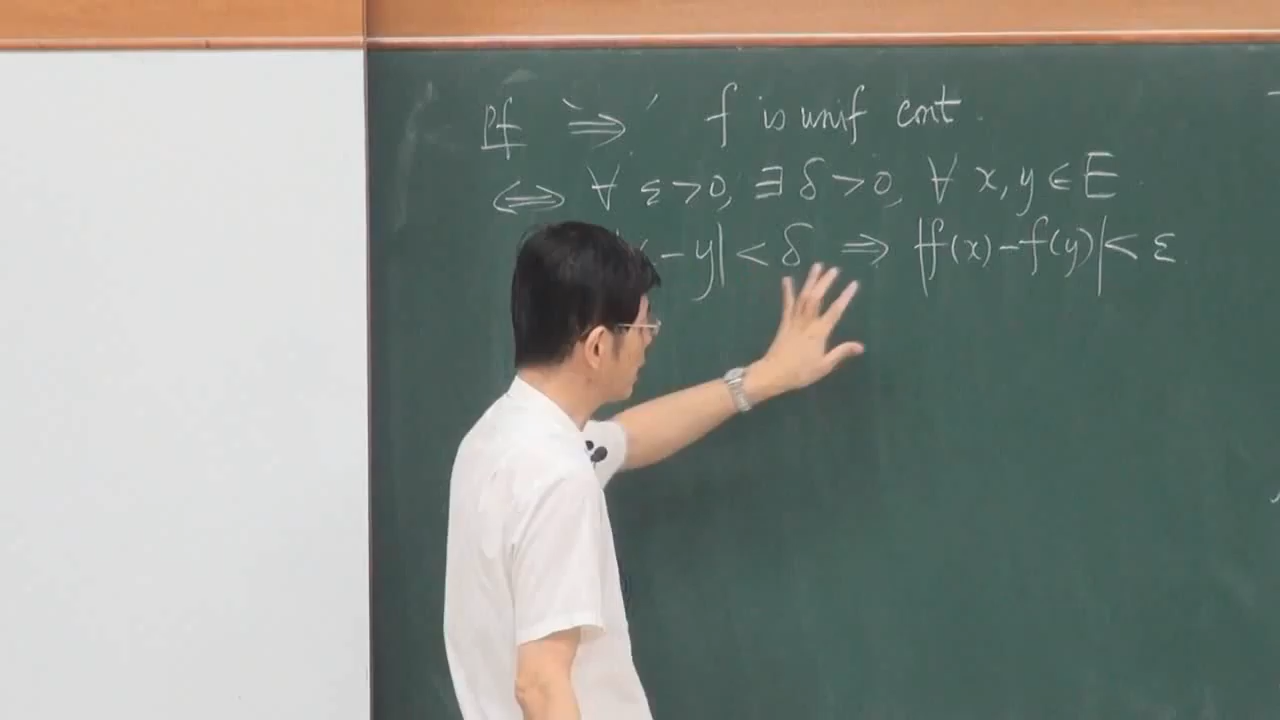 Pf "⇒" f is unif cont.
⇔ ∀ ε>0, ∃ δ>0, ∀ x, y ∈ E
- y| < δ ⇒ |f(x) - f(y)| < ε